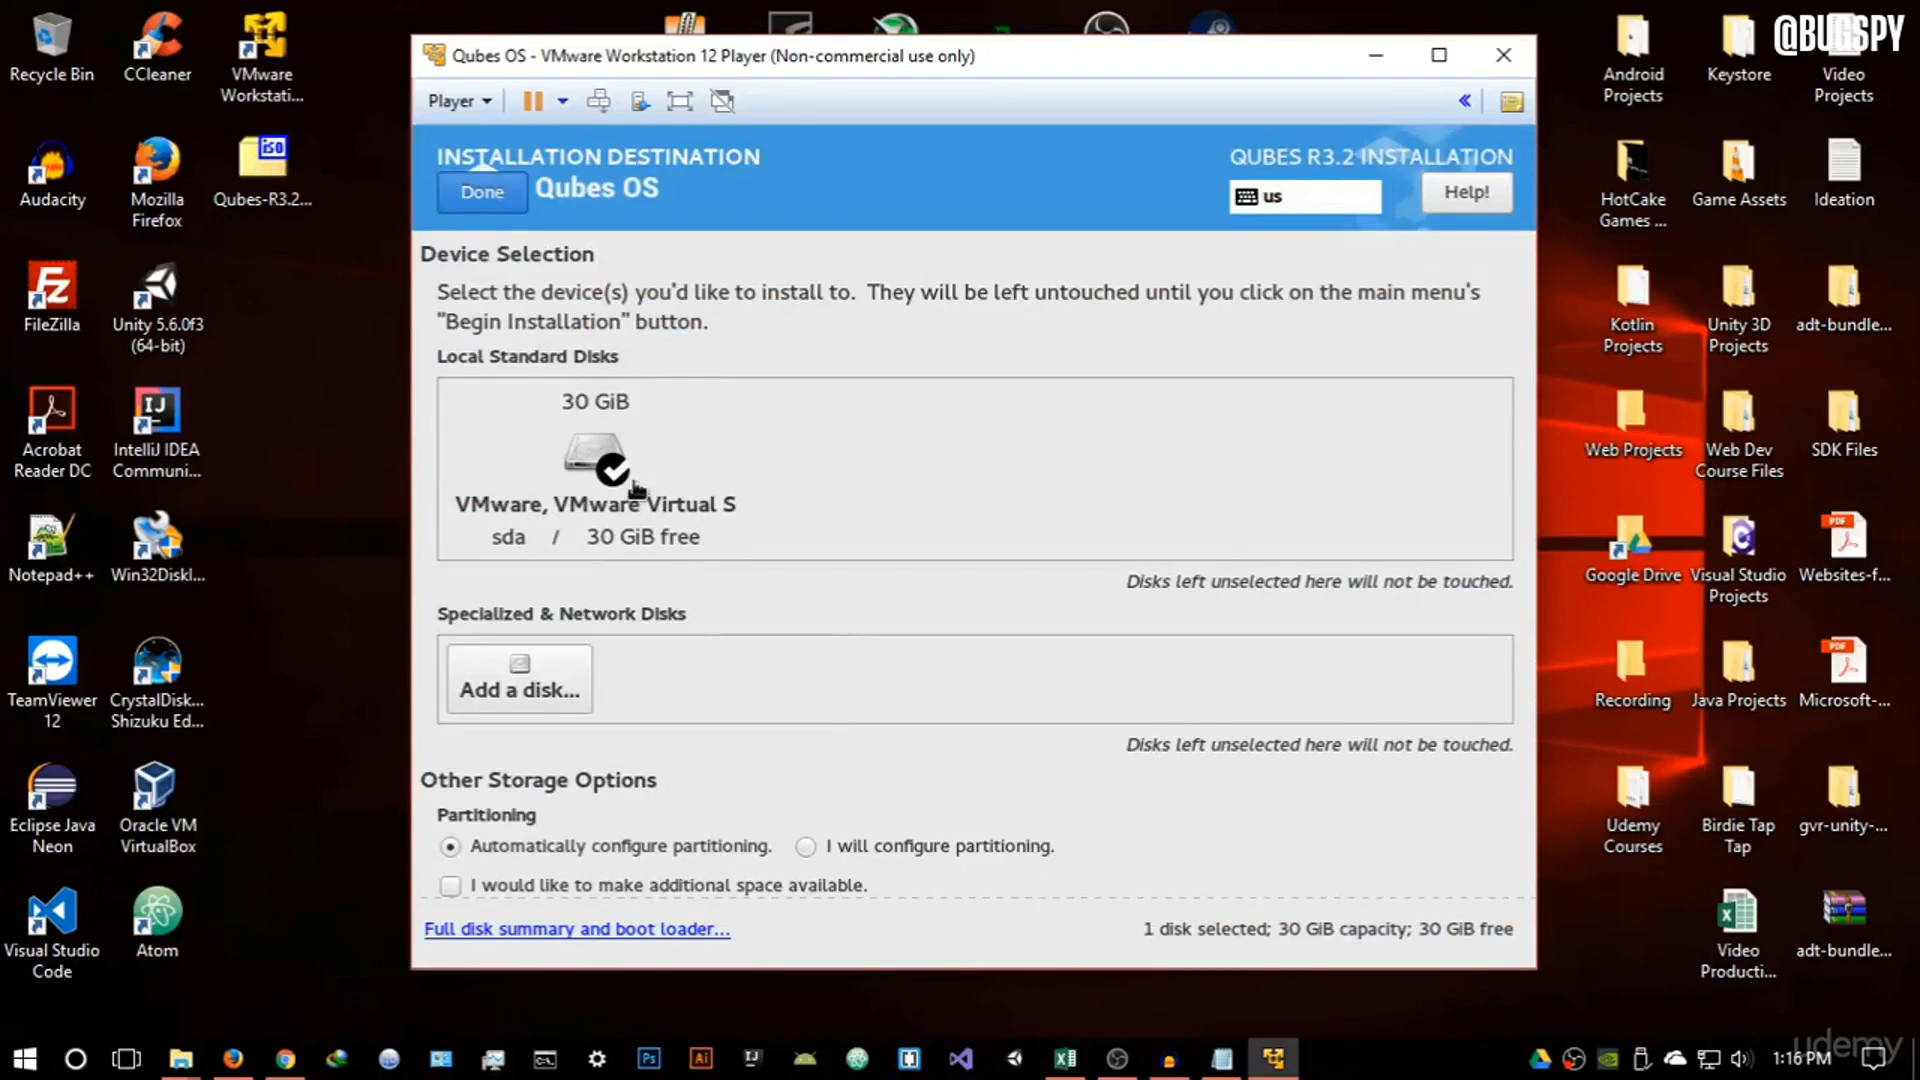 @BUGSPY
Recycle Bin
CCleaner
VMware
Workstati...
Android
Projects
Keystore
Video
Projects
Qubes OS - VMware Workstation 12 Player (Non-commercial use only)
Player
INSTALLATION DESTINATION
QUBES R3.2 INSTALLATION
Done
Qubes OS
us
Help!
Audacity
Mozilla
Firefox
iso
Qubes-R3.2...
HotCake
Games ...
Game Assets
Ideation
Device Selection
Select the device(s) you'd like to install to. They will be left untouched until you click on the main menu's
"Begin Installation" button.
Local Standard Disks
30 GiB
VMware, VMware Virtual S
sda / 30 GiB free
Disks left unselected here will not be touched.
Specialized & Network Disks
Add a disk...
Disks left unselected here will not be touched.
Other Storage Options
Partitioning
Automatically configure partitioning.
I will configure partitioning.
I would like to make additional space available.
Full disk summary and boot loader...
1 disk selected; 30 GiB capacity; 30 GiB free
FileZilla
Unity 5.6.0f3
(64-bit)
Kotlin
Projects
Unity 3D
Projects
adt-bundle...
Acrobat
Reader DC
IJ
IntelliJ IDEA
Communi...
Web Projects
Web Dev
Course Files
SDK Files
Notepad++
Win32DiskI...
Google Drive
Visual Studio
Projects
PDF
Websites-f...
TeamViewer
12
CrystalDisk...
Shizuku Ed...
Recording
Java Projects
PDF
Microsoft-...
Eclipse Java
Neon
Oracle VM
VirtualBox
Udemy
Courses
Birdie Tap
Tap
gvr-unity-...
Visual Studio
Code
Atom
Video
Producti...
adt-bundle...
Ps
Ai
IJ
1:16 PM
udemy